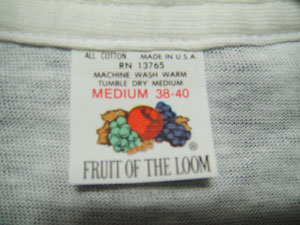 ALL COTTON MADE IN U.S.A.
RN 13765
MACHINE WASH WARM
TUMBLE DRY MEDIUM
MEDIUM 38-40
®
FRUIT OF THE LOOM